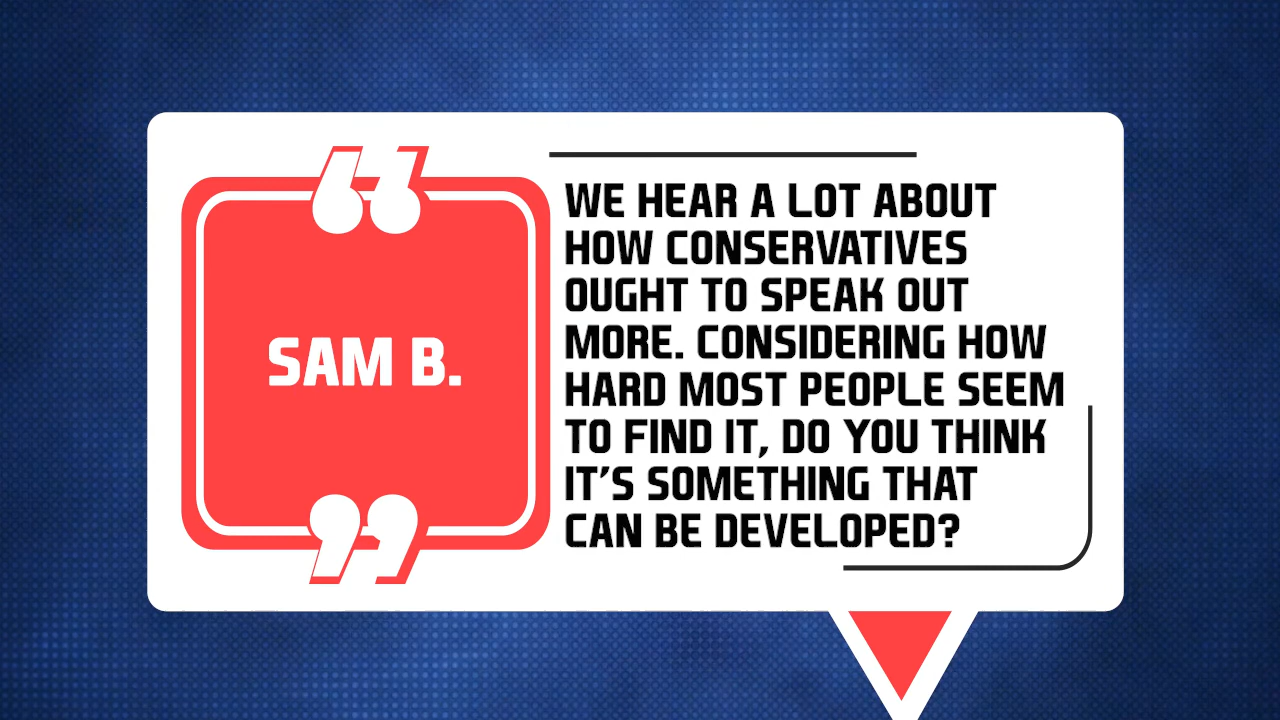 SAM B.
WE HEAR A LOT ABOUT
HOW CONSERVATIVES
OUGHT TO SPEAK OUT
MORE. CONSIDERING HOW
HARD MOST PEOPLE SEEM
TO FIND IT, DO YOU THINK
IT'S SOMETHING THAT
CAN BE DEVELOPED?